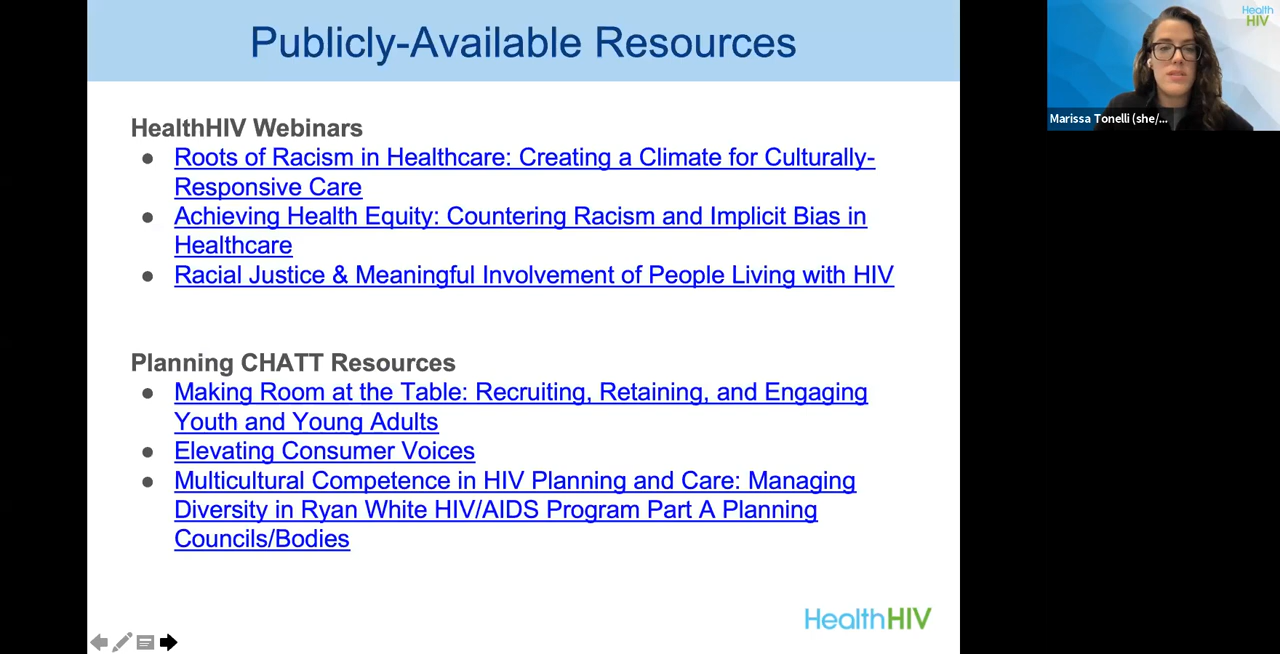 Publicly-Available Resources
Health
HIV
Marissa Tonelli (she/...
HealthHIV Webinars
● Roots of Racism in Healthcare: Creating a Climate for Culturally-
Responsive Care
● Achieving Health Equity: Countering Racism and Implicit Bias in
Healthcare
● Racial Justice & Meaningful Involvement of People Living with HIV
Planning CHATT Resources
● Making Room at the Table: Recruiting, Retaining, and Engaging
Youth and Young Adults
● Elevating Consumer Voices
● Multicultural Competence in HIV Planning and Care: Managing
Diversity in Ryan White HIV/AIDS Program Part A Planning
Councils/Bodies
HealthHIV